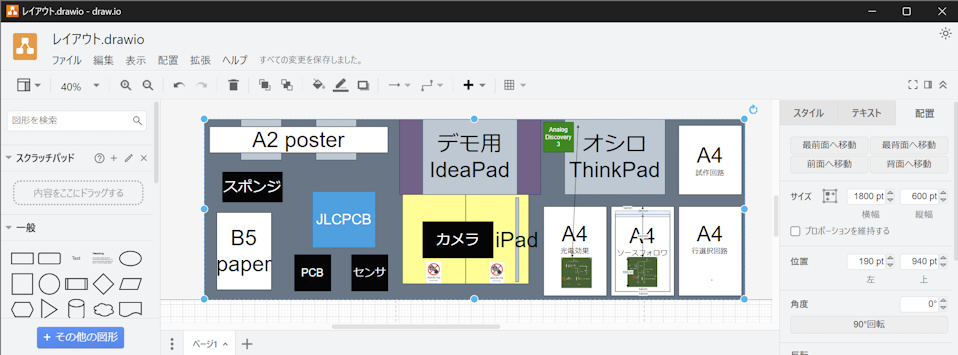 レイアウト.drawio - draw.io
レイアウト.drawio
ファイル 編集 表示 配置 拡張 ヘルプ すべての変更を保存しました。
40%
図形を検索
スクラッチパッド
内容をここにドラッグする
一般
Text
Heading
+ その他の図形
A2 poster
スポンジ
JLCPCB
B5
paper
PCB
センサ
デモ用
IdeaPad
カメラ
iPad
Analog
Discovery
3
オシロ
ThinkPad
A4
試作回路
A4
光電効果
A4
ソースフォロワ
A4
行選択回路
ページ1
スタイル テキスト 配置
最前面へ移動 最背面へ移動
前面へ移動 背面へ移動
サイズ 1800 pt 600 pt
横幅 縦幅
プロポーションを維持する
位置 190 pt 940 pt
左 上
角度 0°
90°回転
反転